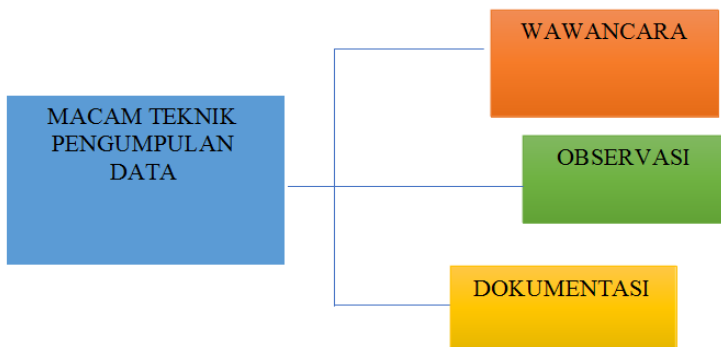 MACAM TEKNIK
PENGUMPULAN
DATA
WAWANCARA
OBSERVASI
DOKUMENTASI